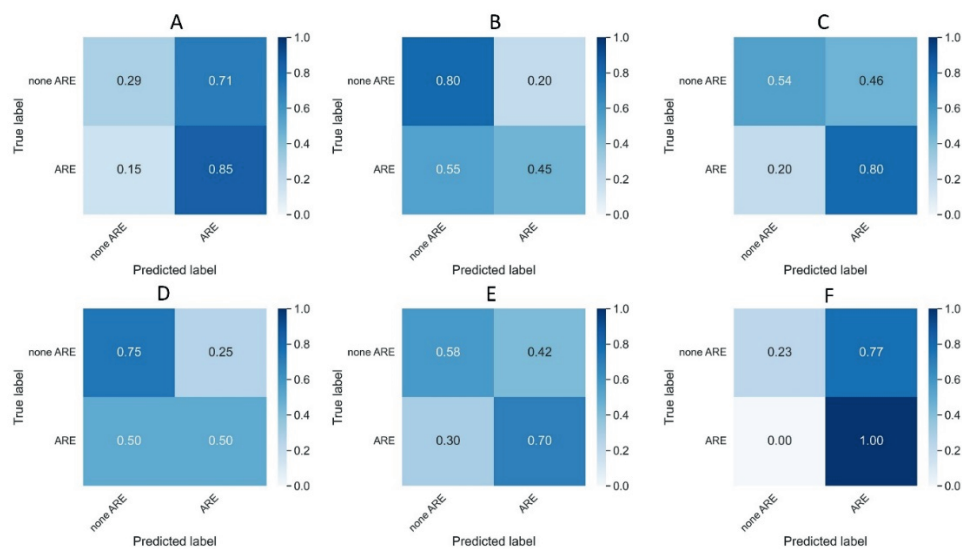 A
True label
none ARE
0.29
0.71
ARE
0.15
0.85
none ARE
ARE
Predicted label
1.0
0.8
0.6
0.4
0.2
0.0
B
True label
none ARE
0.80
0.20
ARE
0.55
0.45
none ARE
ARE
Predicted label
1.0
0.8
0.6
0.4
0.2
0.0
C
True label
none ARE
0.54
0.46
ARE
0.20
0.80
none ARE
ARE
Predicted label
1.0
0.8
0.6
0.4
0.2
0.0
D
True label
none ARE
0.75
0.25
ARE
0.50
0.50
none ARE
ARE
Predicted label
1.0
0.8
0.6
0.4
0.2
0.0
E
True label
none ARE
0.58
0.42
ARE
0.30
0.70
none ARE
ARE
Predicted label
1.0
0.8
0.6
0.4
0.2
0.0
F
True label
none ARE
0.23
0.77
ARE
0.00
1.00
none ARE
ARE
Predicted label
1.0
0.8
0.6
0.4
0.2
0.0